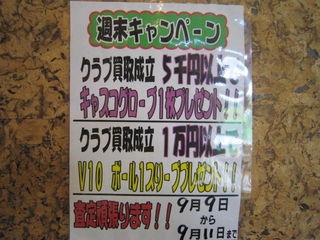 週末キャンペーン
クラブ買取成立 5千円以上で
キャスコグローブ1枚プレゼント!!
クラブ買取成立 1万円以上で
V10 ボール1スリーブプレゼント!!
査定頑張ります!!
9月9日
から
9月11日まで